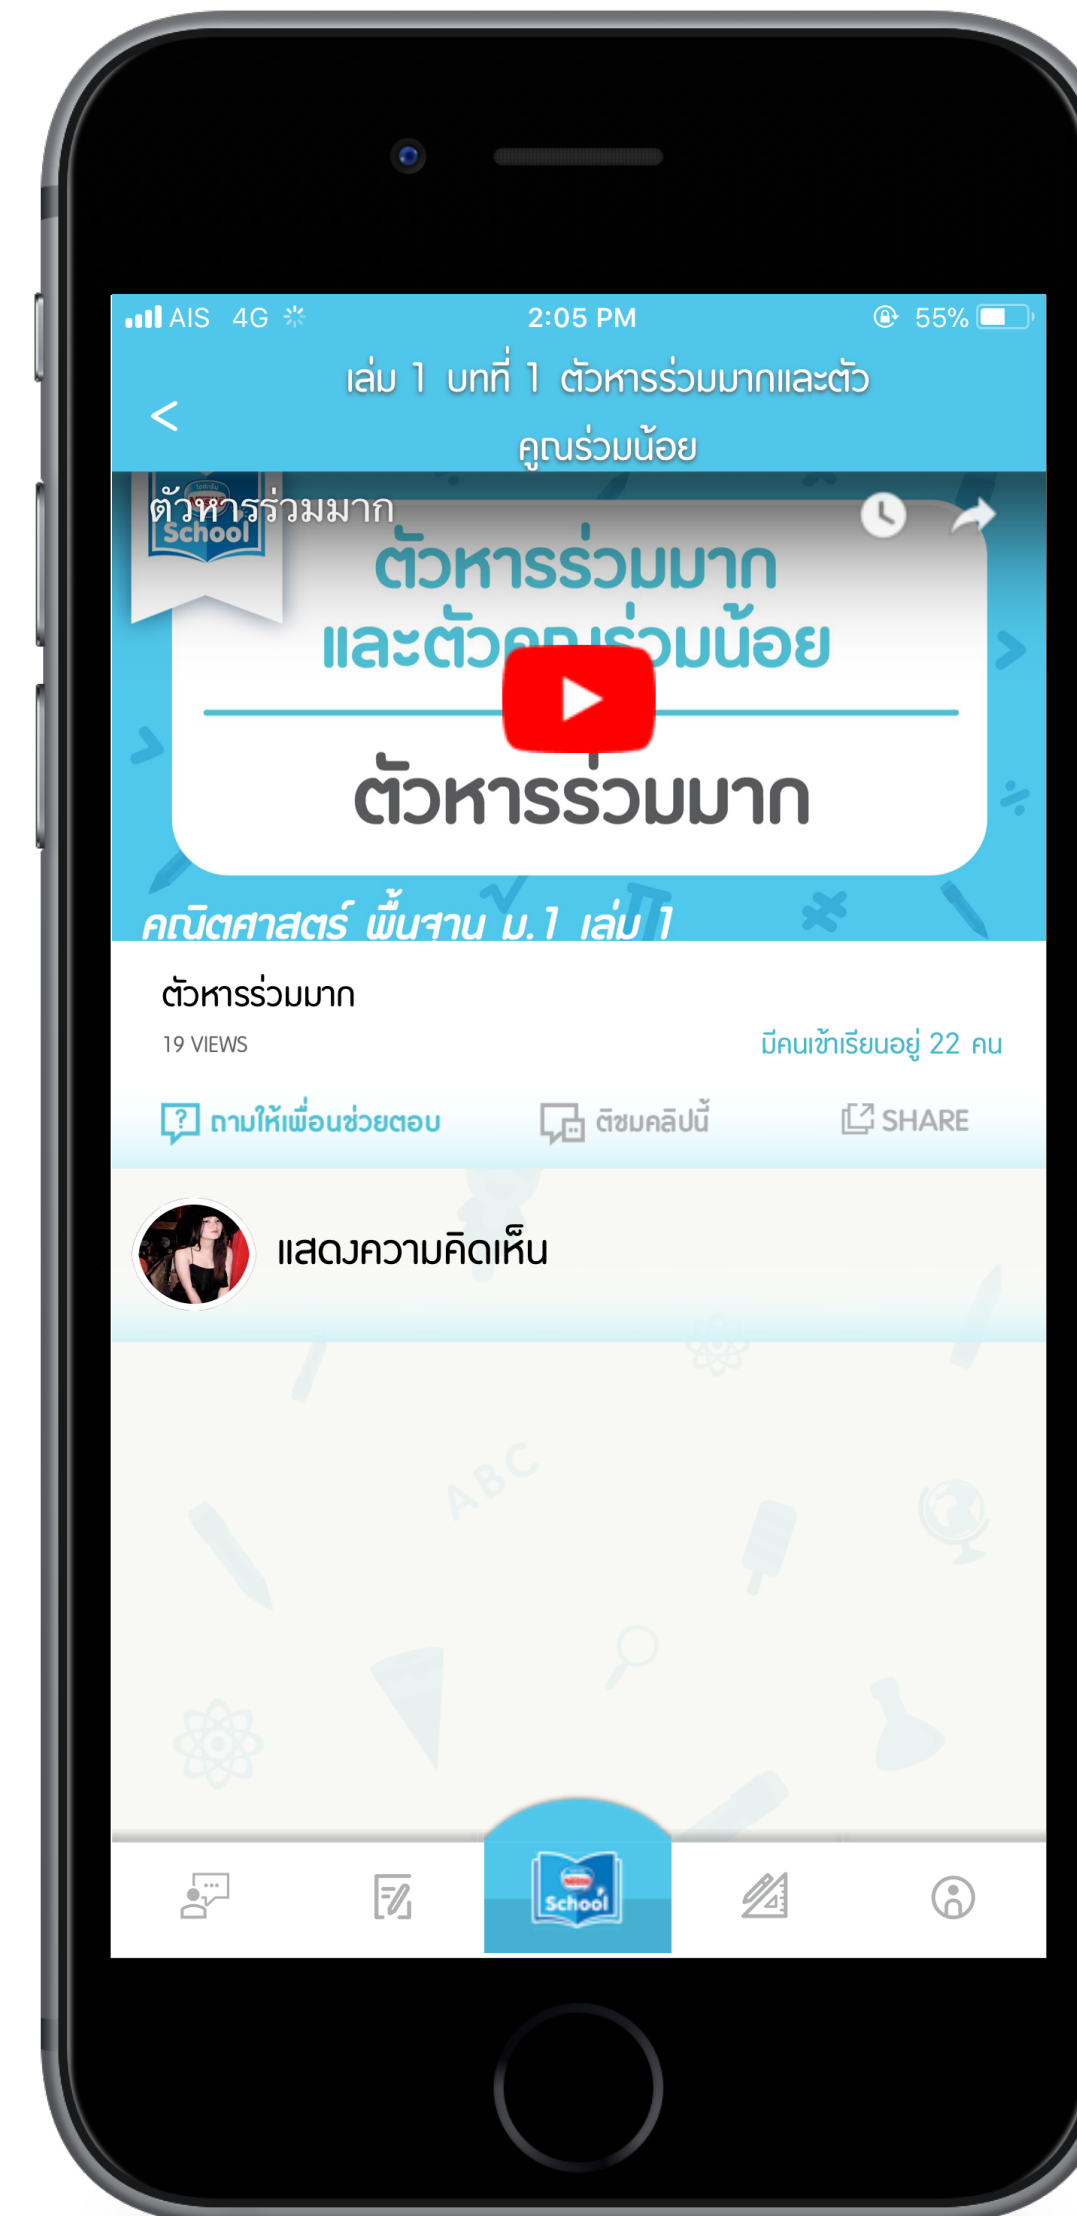 AIS 4G 2:05 PM 55%
เล่ม 1 บทที่ 1 ตัวหารร่วมมากและตัว
คูณร่วมน้อย
ตัวหารร่วมมาก
School
ตัวหารร่วมมาก
และตัวคูณร่วมน้อย
ตัวหารร่วมมาก
คณิตศาสตร์ พื้นฐาน ม.1 เล่ม 1
ตัวหารร่วมมาก
19 VIEWS มีคนเข้าเรียนอยู่ 22 คน
ถามให้เพื่อนช่วยตอบ ติชมคลิปนี้ SHARE
แสดงความคิดเห็น
ABC
School